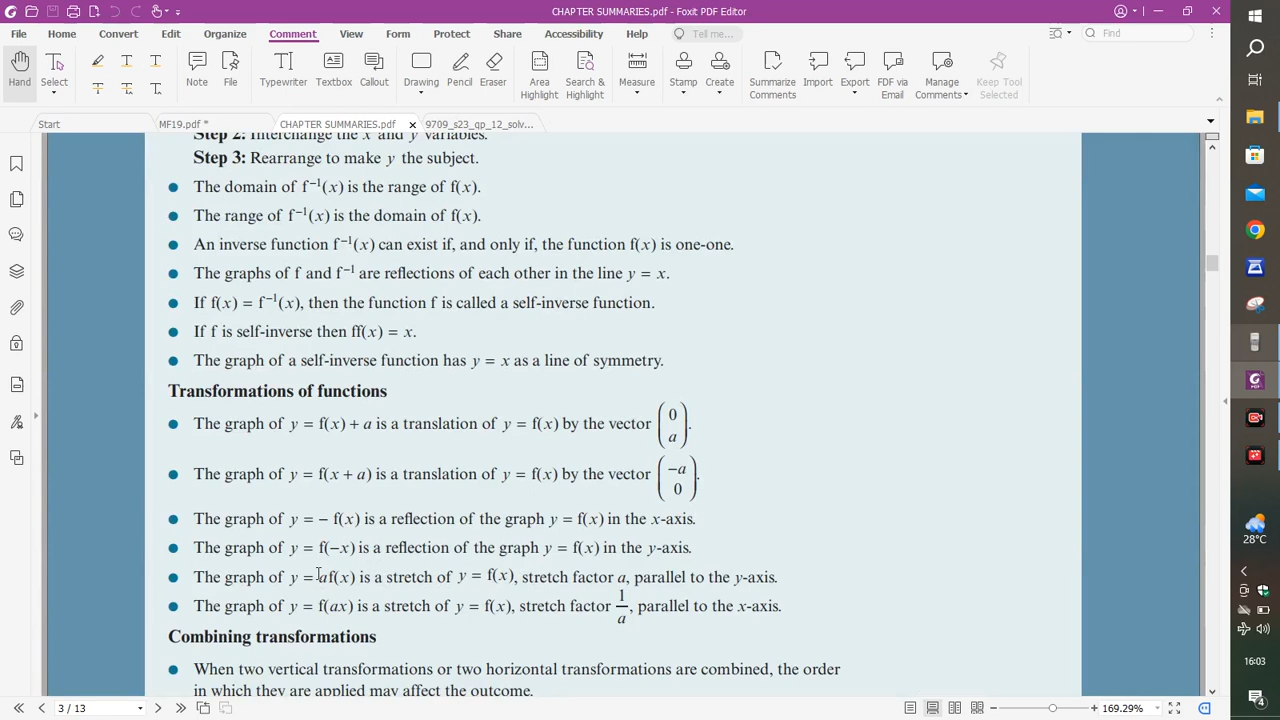 CHAPTER SUMMARIES.pdf - Foxit PDF Editor
File Home Convert Edit Organize Comment View Form Protect Share Accessibility Help Tell me... Find
Hand Select Note File Typewriter Textbox Callout Drawing Pencil Eraser Area Highlight Search & Highlight Measure Stamp Create Summarize Comments Import Export FDF via Email Manage Comments Keep Tool Selected
Start MF19.pdf * CHAPTER SUMMARIES.pdf 9709_s23_qp_12_solv...
Step 2: Interchange the x and y variables.
Step 3: Rearrange to make y the subject.
• The domain of f⁻¹(x) is the range of f(x).
• The range of f⁻¹(x) is the domain of f(x).
• An inverse function f⁻¹(x) can exist if, and only if, the function f(x) is one-one.
• The graphs of f and f⁻¹ are reflections of each other in the line y = x.
• If f(x) = f⁻¹(x), then the function f is called a self-inverse function.
• If f is self-inverse then ff(x) = x.
• The graph of a self-inverse function has y = x as a line of symmetry.
Transformations of functions
• The graph of y = f(x) + a is a translation of y = f(x) by the vector (0 a).
• The graph of y = f(x + a) is a translation of y = f(x) by the vector (−a 0).
• The graph of y = − f(x) is a reflection of the graph y = f(x) in the x-axis.
• The graph of y = f(−x) is a reflection of the graph y = f(x) in the y-axis.
• The graph of y = af(x) is a stretch of y = f(x), stretch factor a, parallel to the y-axis.
• The graph of y = f(ax) is a stretch of y = f(x), stretch factor 1/a, parallel to the x-axis.
Combining transformations
• When two vertical transformations or two horizontal transformations are combined, the order
in which they are applied may affect the outcome.
3 / 13
169.29%
28°C
16:03
4